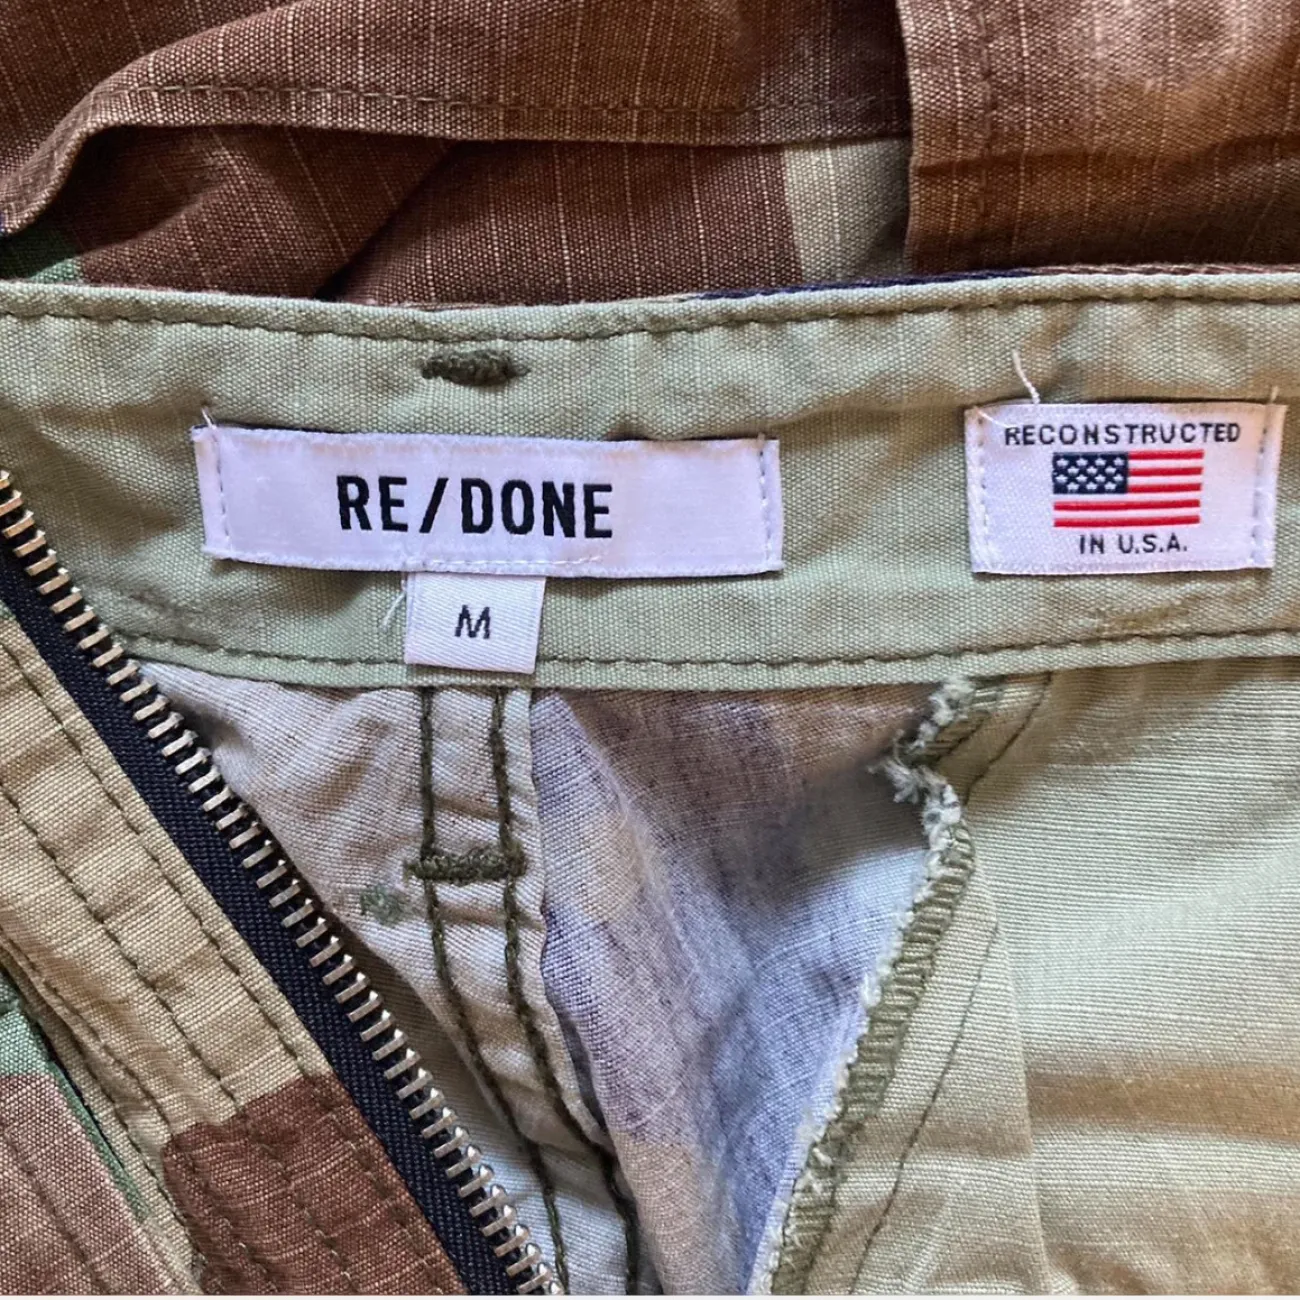 RE/DONE
M
RECONSTRUCTED
IN U.S.A.